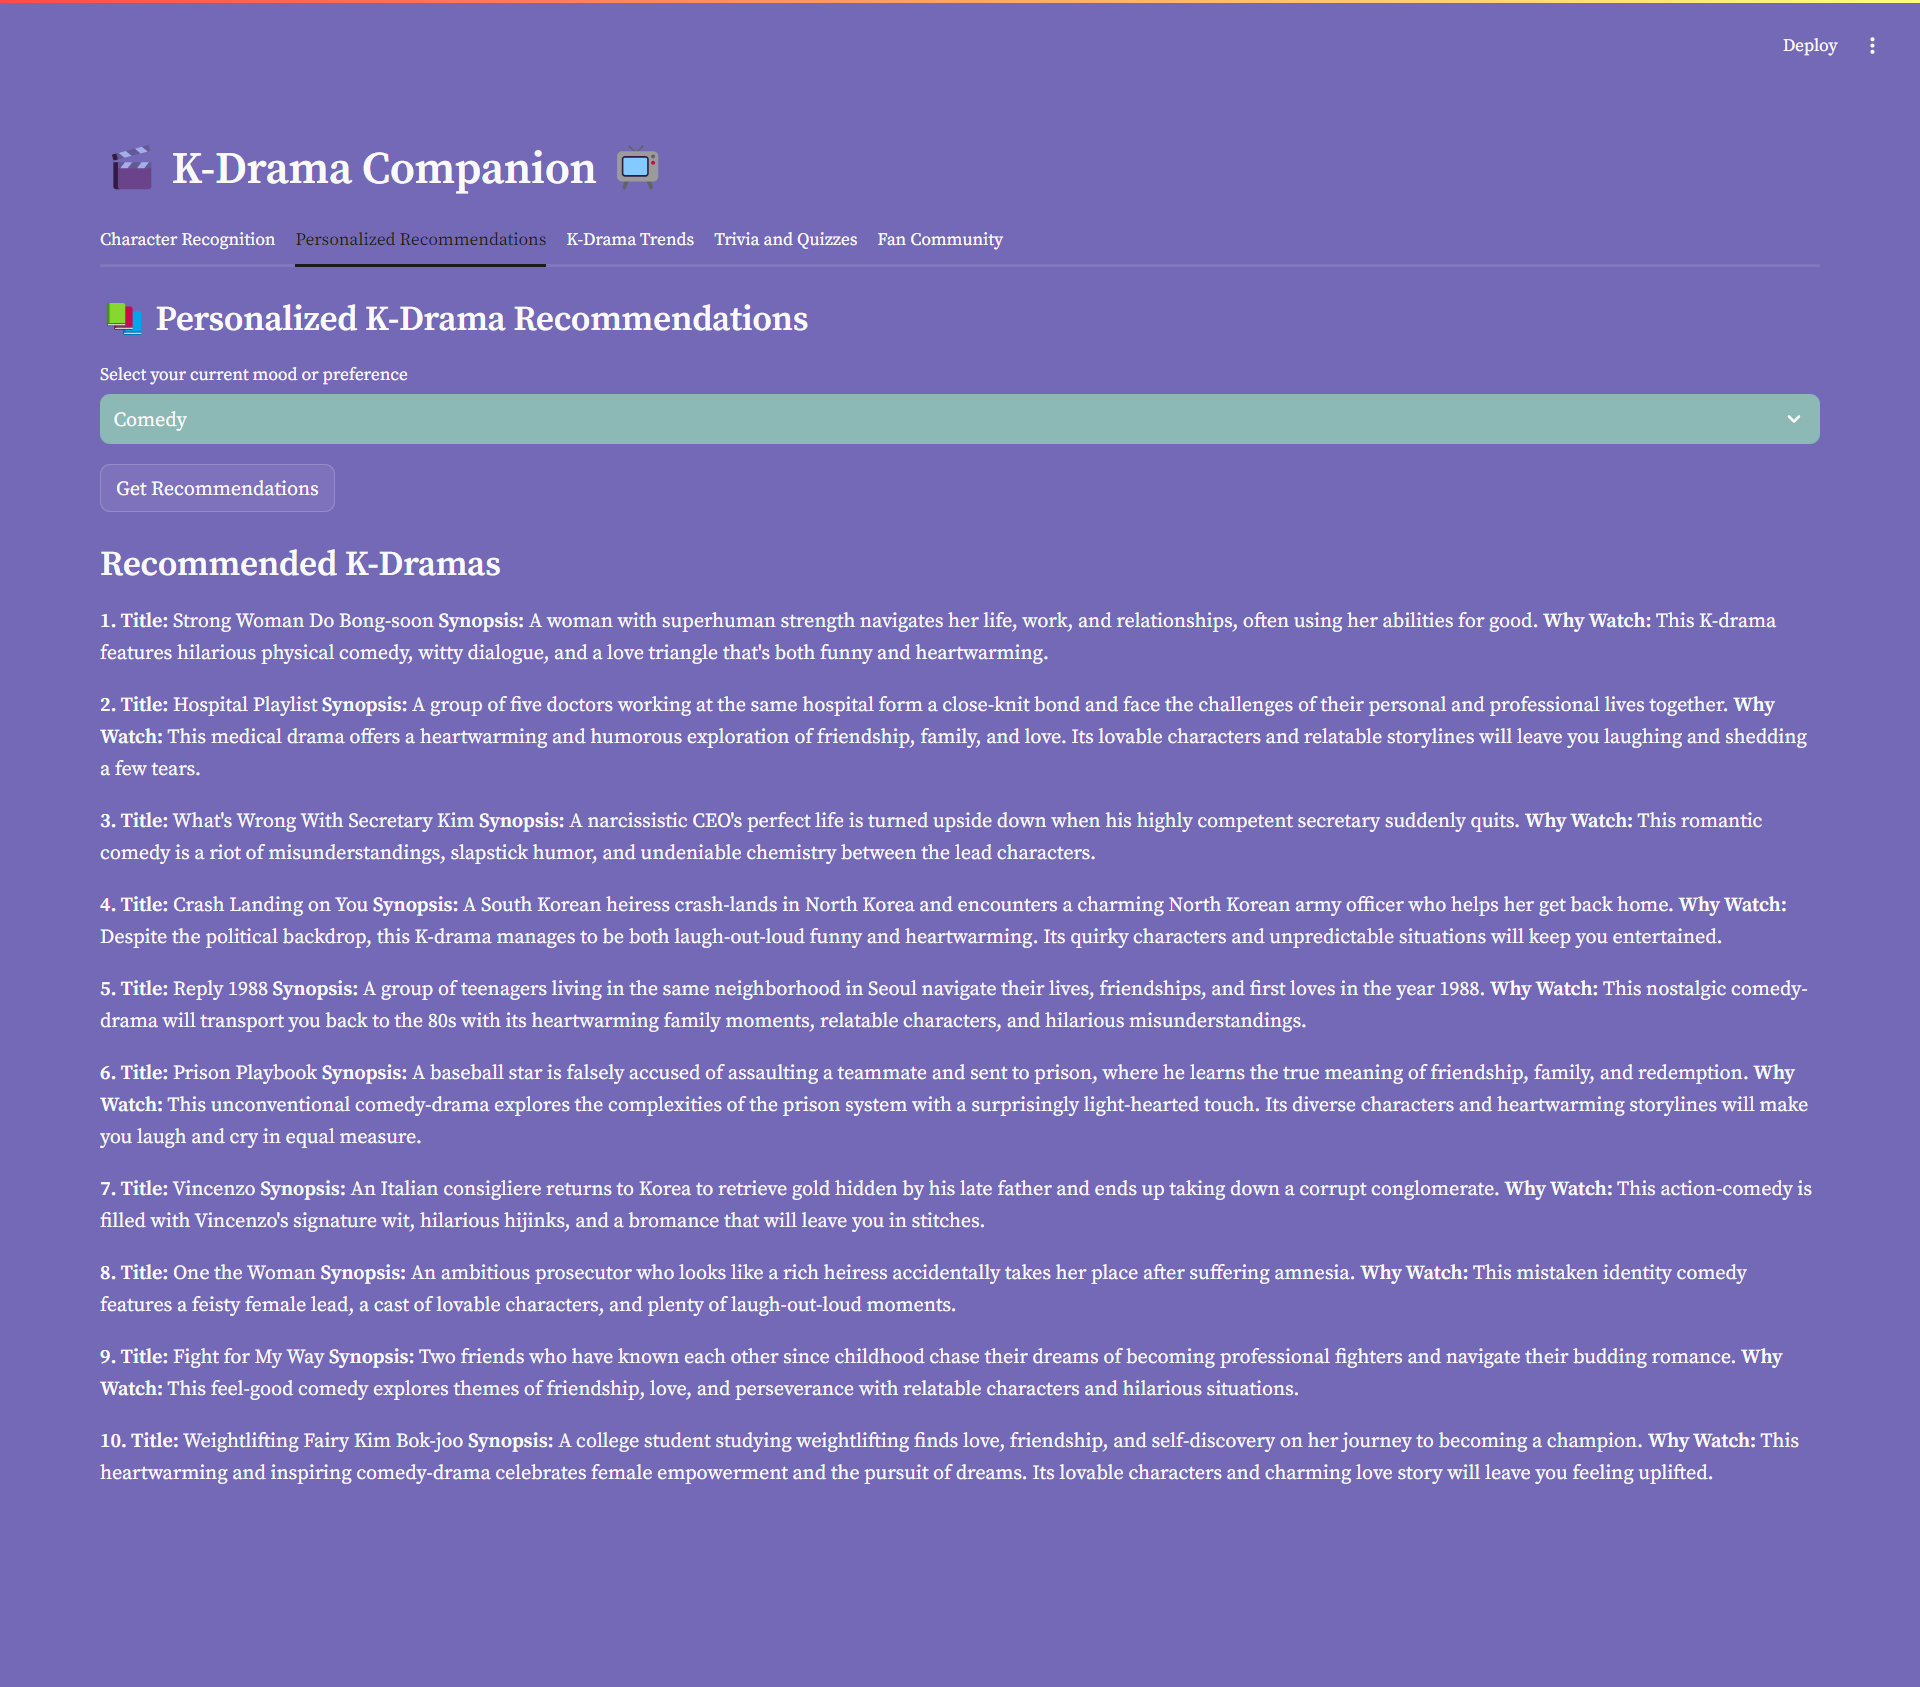 Deploy
K-Drama Companion
Character Recognition Personalized Recommendations K-Drama Trends Trivia and Quizzes Fan Community
Personalized K-Drama Recommendations
Select your current mood or preference
Comedy
Get Recommendations
Recommended K-Dramas
1. Title: Strong Woman Do Bong-soon Synopsis: A woman with superhuman strength navigates her life, work, and relationships, often using her abilities for good. Why Watch: This K-drama
features hilarious physical comedy, witty dialogue, and a love triangle that's both funny and heartwarming.
2. Title: Hospital Playlist Synopsis: A group of five doctors working at the same hospital form a close-knit bond and face the challenges of their personal and professional lives together. Why
Watch: This medical drama offers a heartwarming and humorous exploration of friendship, family, and love. Its lovable characters and relatable storylines will leave you laughing and shedding
a few tears.
3. Title: What's Wrong With Secretary Kim Synopsis: A narcissistic CEO's perfect life is turned upside down when his highly competent secretary suddenly quits. Why Watch: This romantic
comedy is a riot of misunderstandings, slapstick humor, and undeniable chemistry between the lead characters.
4. Title: Crash Landing on You Synopsis: A South Korean heiress crash-lands in North Korea and encounters a charming North Korean army officer who helps her get back home. Why Watch:
Despite the political backdrop, this K-drama manages to be both laugh-out-loud funny and heartwarming. Its quirky characters and unpredictable situations will keep you entertained.
5. Title: Reply 1988 Synopsis: A group of teenagers living in the same neighborhood in Seoul navigate their lives, friendships, and first loves in the year 1988. Why Watch: This nostalgic comedy-
drama will transport you back to the 80s with its heartwarming family moments, relatable characters, and hilarious misunderstandings.
6. Title: Prison Playbook Synopsis: A baseball star is falsely accused of assaulting a teammate and sent to prison, where he learns the true meaning of friendship, family, and redemption. Why
Watch: This unconventional comedy-drama explores the complexities of the prison system with a surprisingly light-hearted touch. Its diverse characters and heartwarming storylines will make
you laugh and cry in equal measure.
7. Title: Vincenzo Synopsis: An Italian consigliere returns to Korea to retrieve gold hidden by his late father and ends up taking down a corrupt conglomerate. Why Watch: This action-comedy is
filled with Vincenzo's signature wit, hilarious hijinks, and a bromance that will leave you in stitches.
8. Title: One the Woman Synopsis: An ambitious prosecutor who looks like a rich heiress accidentally takes her place after suffering amnesia. Why Watch: This mistaken identity comedy
features a feisty female lead, a cast of lovable characters, and plenty of laugh-out-loud moments.
9. Title: Fight for My Way Synopsis: Two friends who have known each other since childhood chase their dreams of becoming professional fighters and navigate their budding romance. Why
Watch: This feel-good comedy explores themes of friendship, love, and perseverance with relatable characters and hilarious situations.
10. Title: Weightlifting Fairy Kim Bok-joo Synopsis: A college student studying weightlifting finds love, friendship, and self-discovery on her journey to becoming a champion. Why Watch: This
heartwarming and inspiring comedy-drama celebrates female empowerment and the pursuit of dreams. Its lovable characters and charming love story will leave you feeling uplifted.